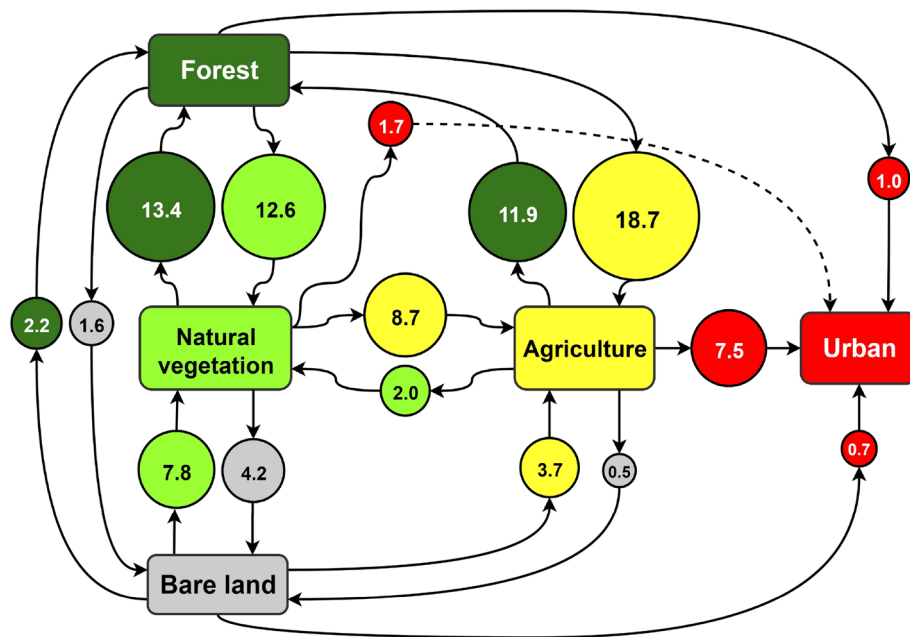 Forest
1.7
1.0
13.4
12.6
11.9
18.7
2.2
1.6
8.7
Natural
vegetation
Agriculture
7.5
Urban
2.0
7.8
4.2
3.7
0.5
0.7
Bare land